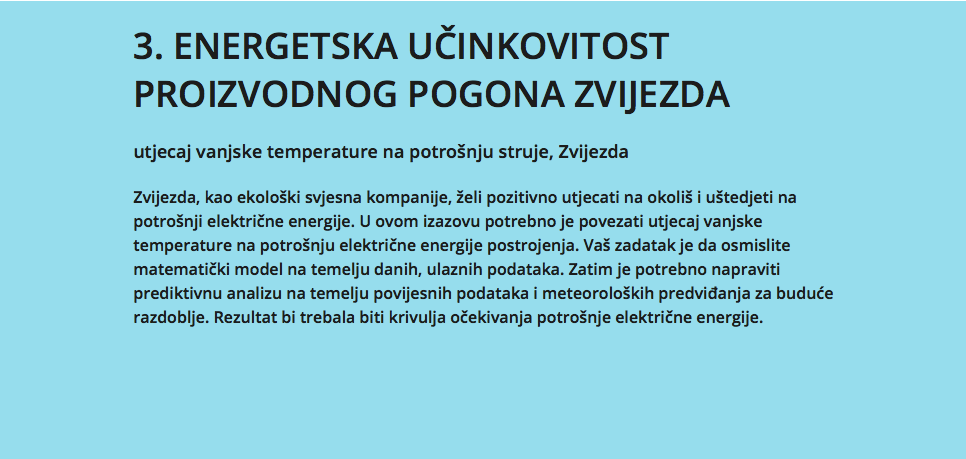 3. ENERGETSKA UČINKOVITOST
PROIZVODNOG POGONA ZVIJEZDA
utjecaj vanjske temperature na potrošnju struje, Zvijezda
Zvijezda, kao ekološki svjesna kompanije, želi pozitivno utjecati na okoliš i uštedjeti na
potrošnji električne energije. U ovom izazovu potrebno je povezati utjecaj vanjske
temperature na potrošnju električne energije postrojenja. Vaš zadatak je da osmislite
matematički model na temelju danih, ulaznih podataka. Zatim je potrebno napraviti
prediktivnu analizu na temelju povijesnih podataka i meteoroloških predviđanja za buduće
razdoblje. Rezultat bi trebala biti krivulja očekivanja potrošnje električne energije.